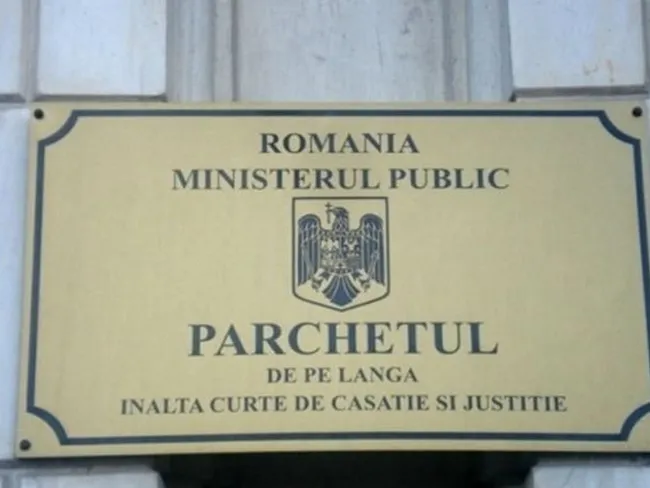 ROMANIA
MINISTERUL PUBLIC
PARCHETUL
DE PE LANGA
INALTA CURTE DE CASATIE SI JUSTITIE